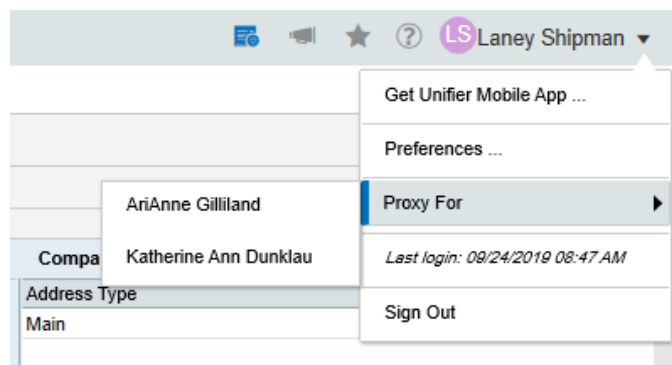 LS Laney Shipman
Get Unifier Mobile App ...
Preferences ...
Proxy For
AriAnne Gilliland
Katherine Ann Dunklau
Last login: 09/24/2019 08:47 AM
Sign Out
Compa
Address Type
Main